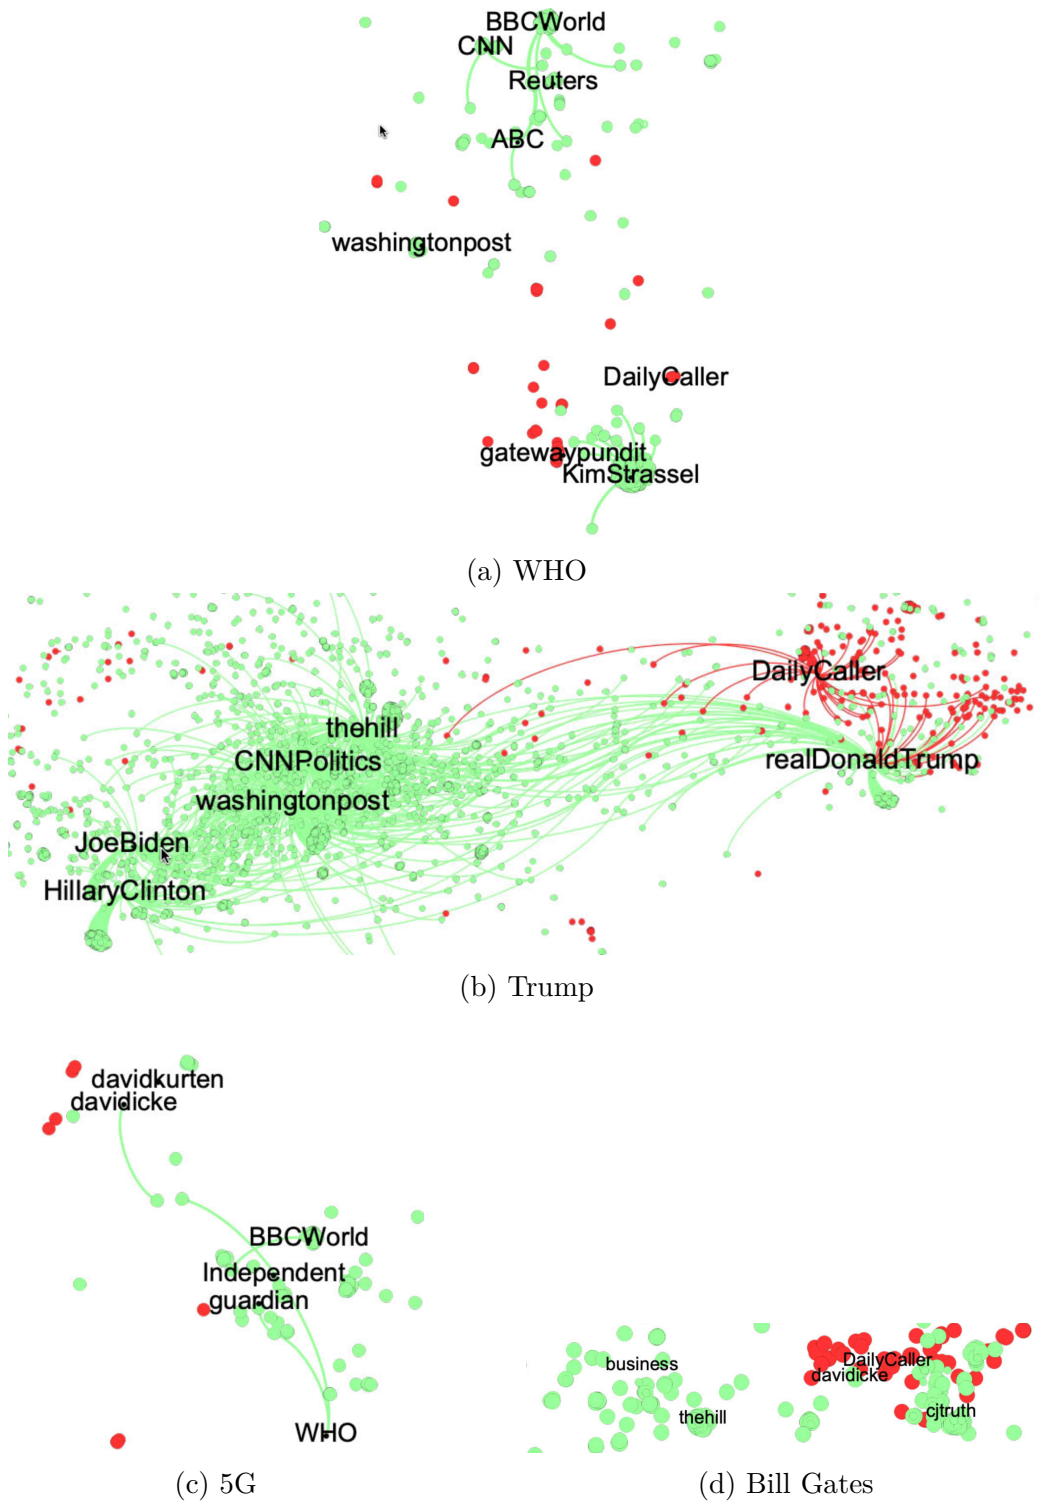 BBCWorld
CNN
Reuters
ABC
washingtonpost
DailyCaller
gatewaypundit
KimStrassel
(a) WHO
DailyCaller
thehill
realDonaldTrump
CNNPolitics
washingtonpost
JoeBiden
HillaryClinton
(b) Trump
davidkurten
davidicke
BBCWorld
Independent
guardian
WHO
(c) 5G
business
DailyCaller
davidicke
thehill
cjtruth
(d) Bill Gates